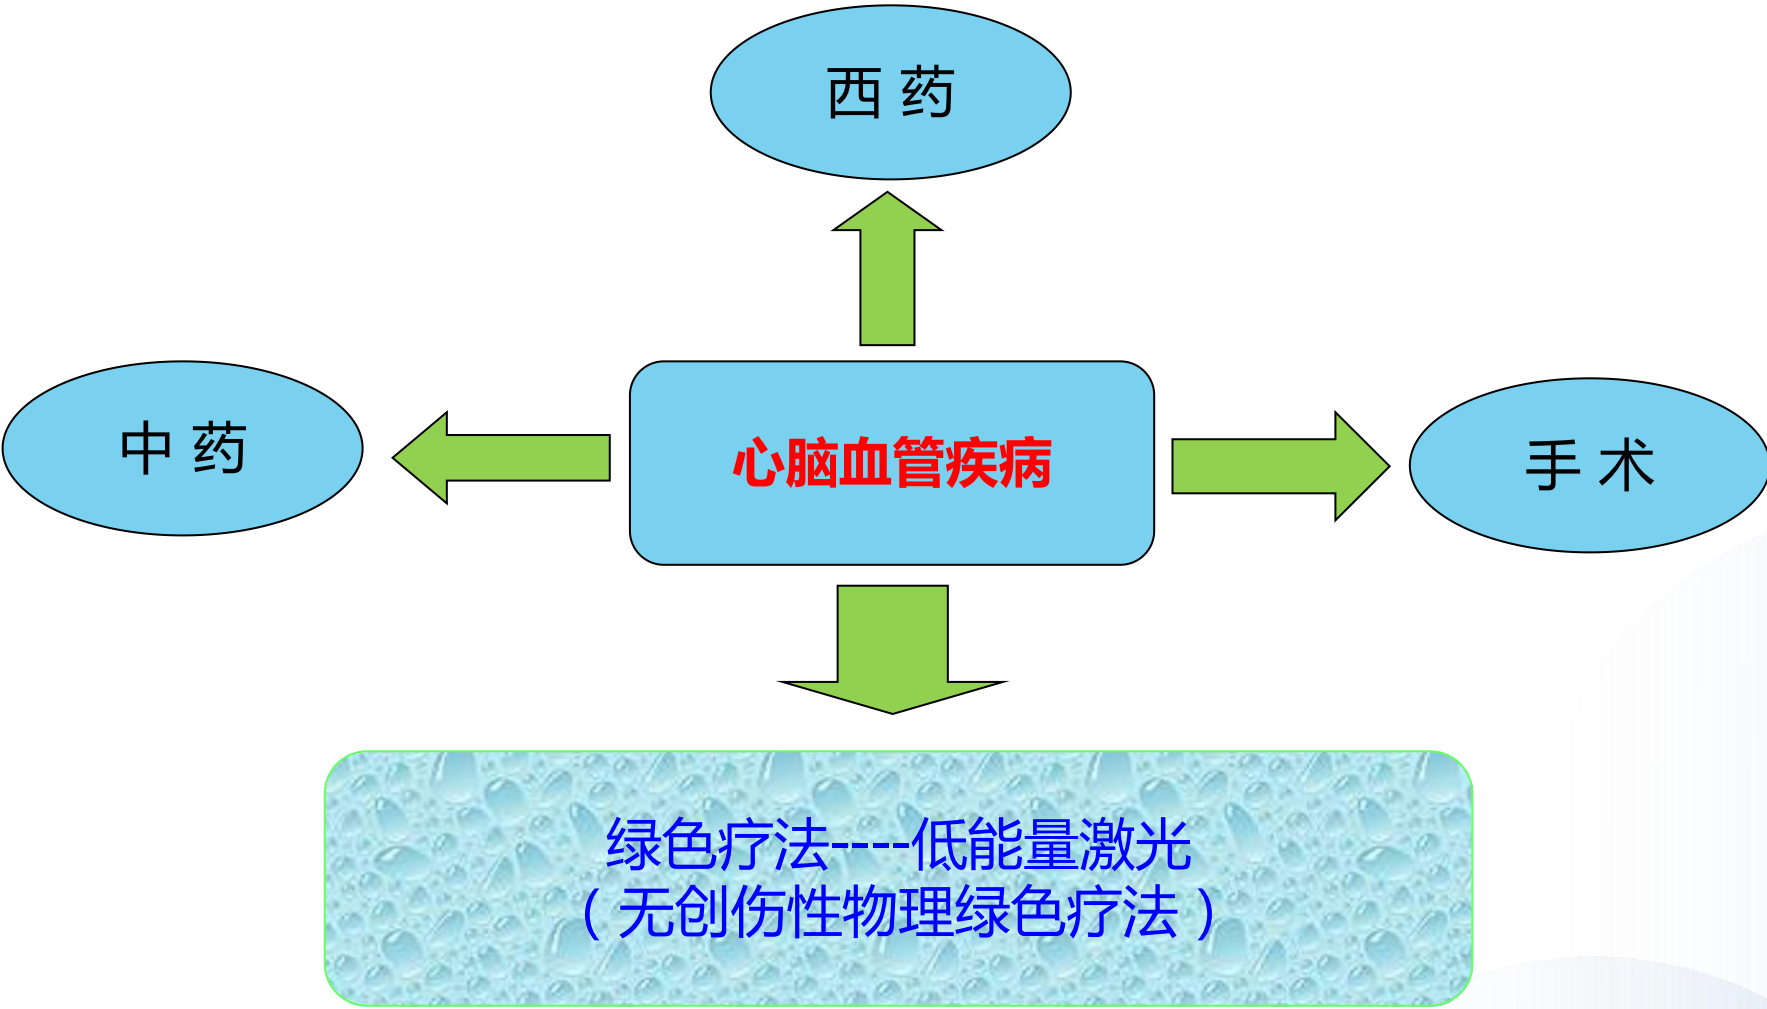 西 药
中 药
心脑血管疾病
手 术
绿色疗法----低能量激光
（无创伤性物理绿色疗法）